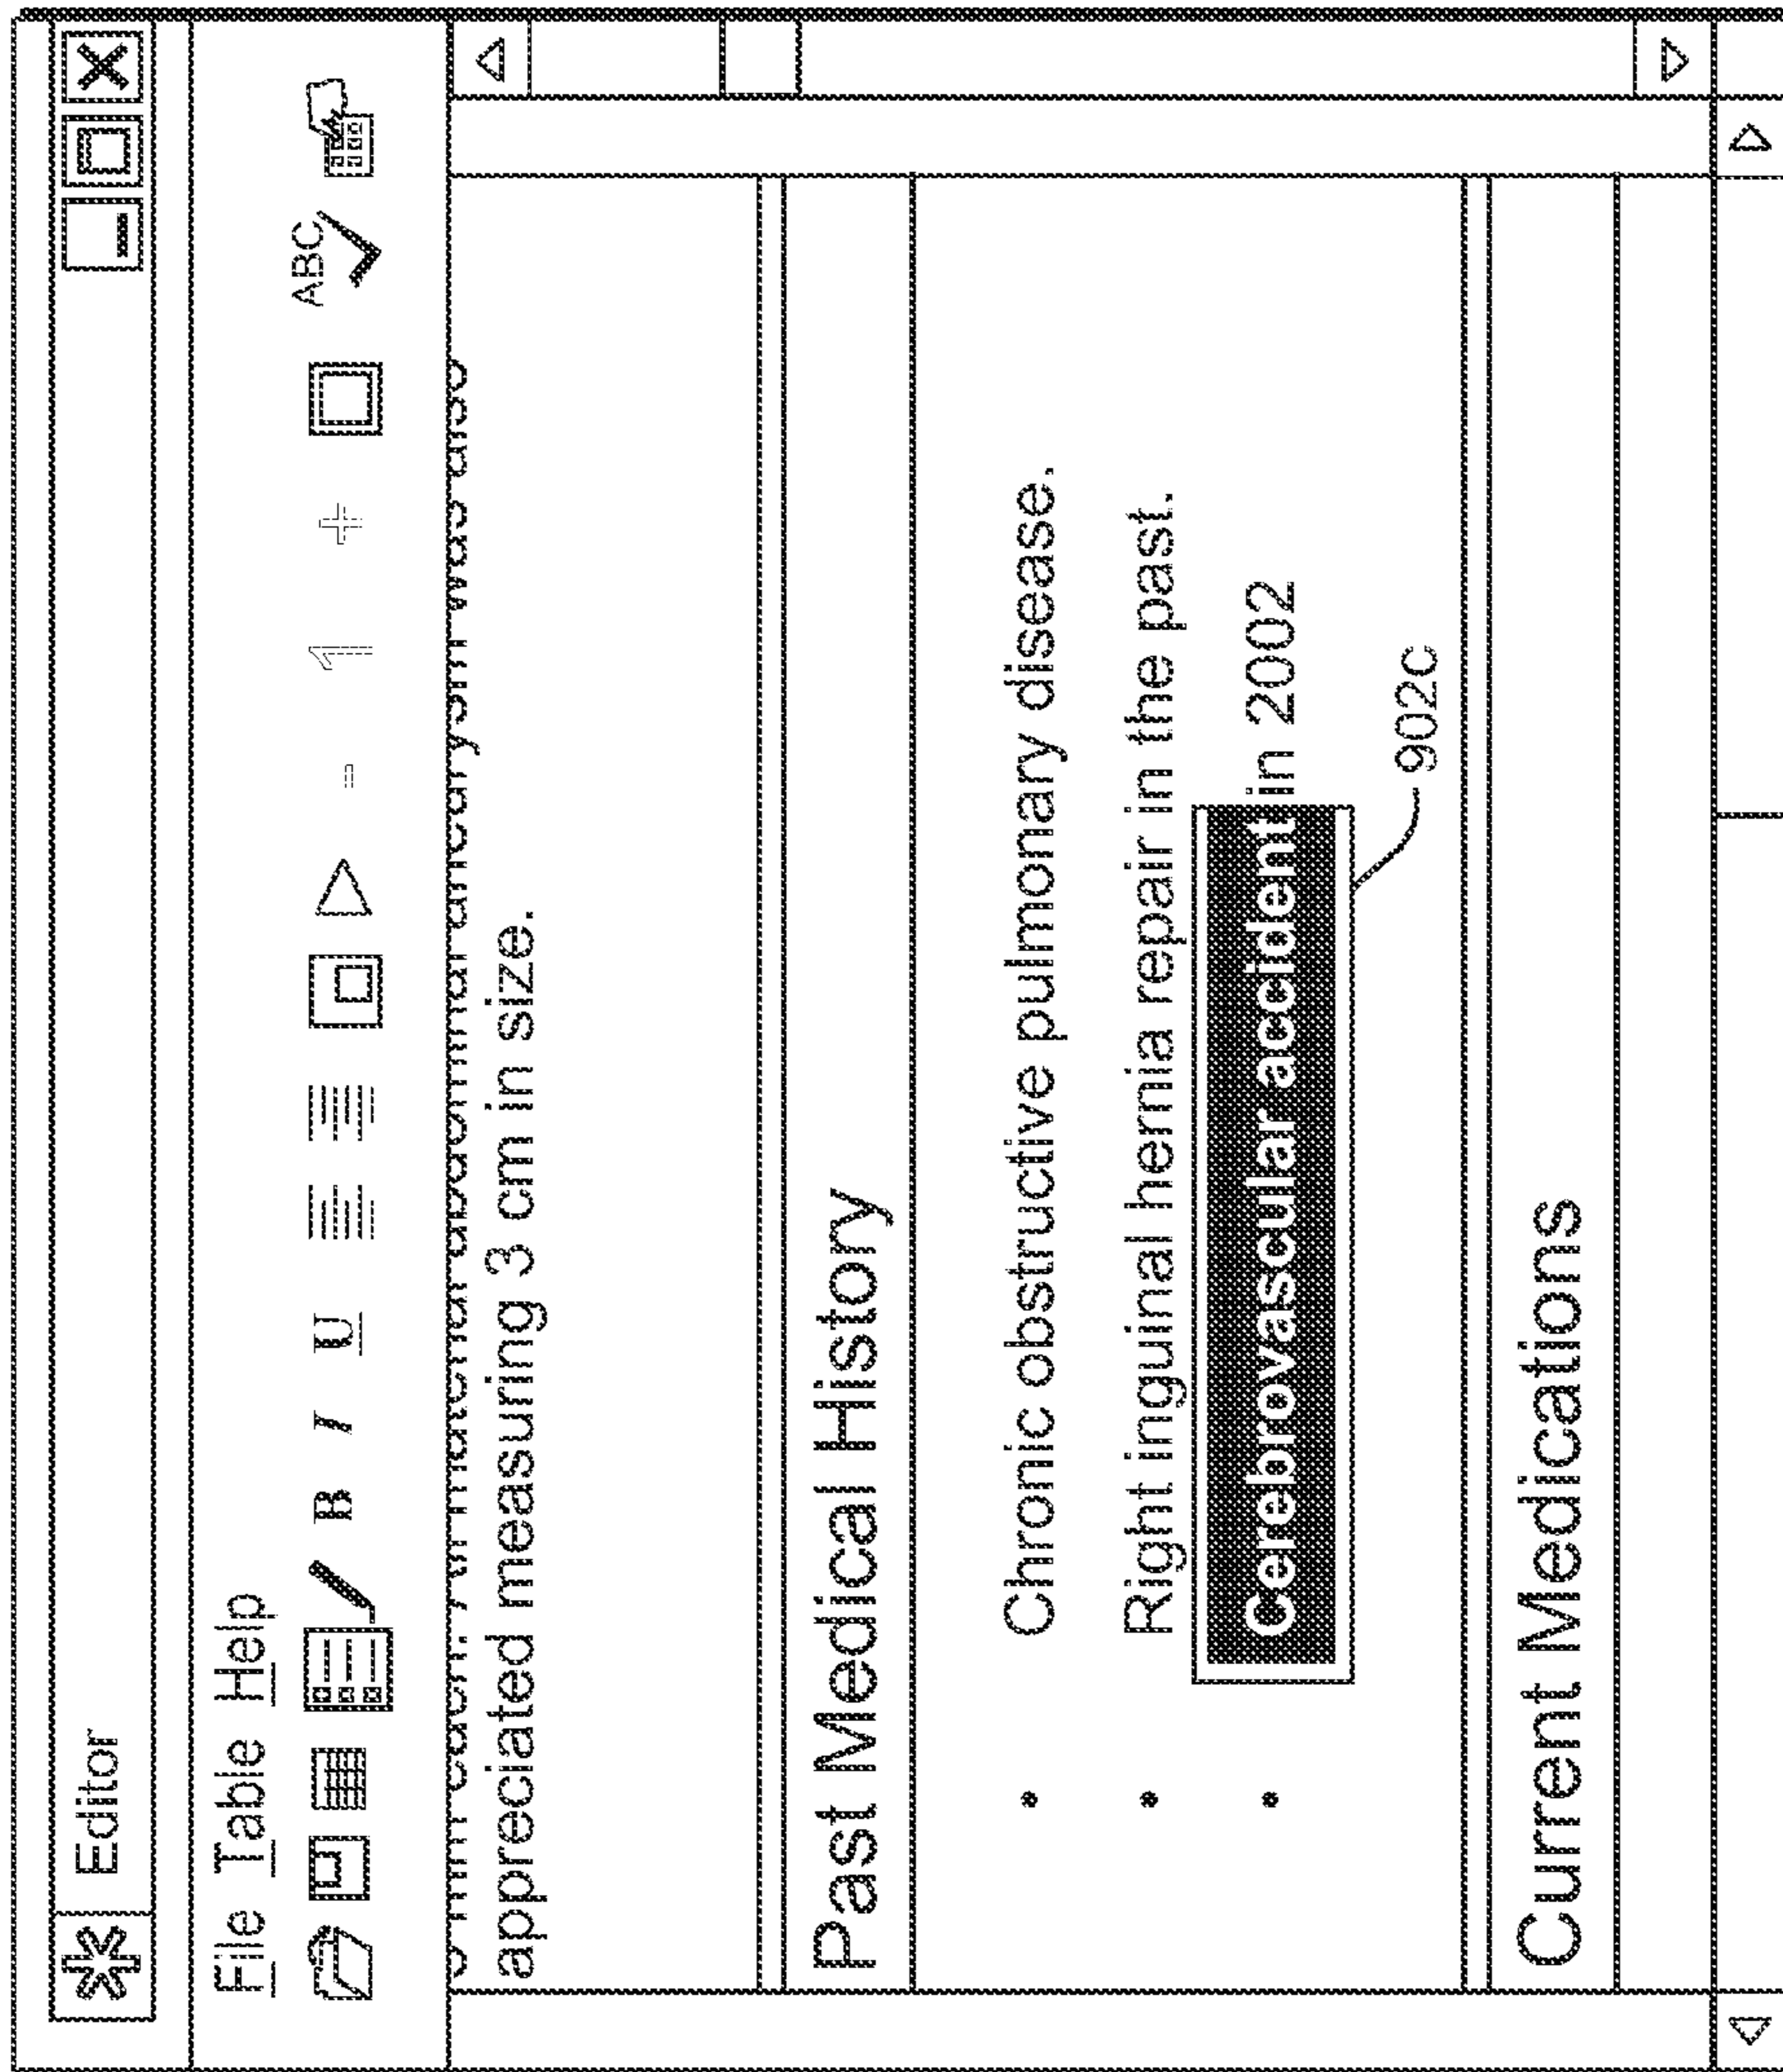 Editor
File Table Help
B I U - 1 + ABC
appreciated measuring 3 cm in size.
Past Medical History
• Chronic obstructive pulmonary disease.
• Right inguinal hernia repair in the past.
• Cerebrovascular accident in 2002
902c
Current Medications